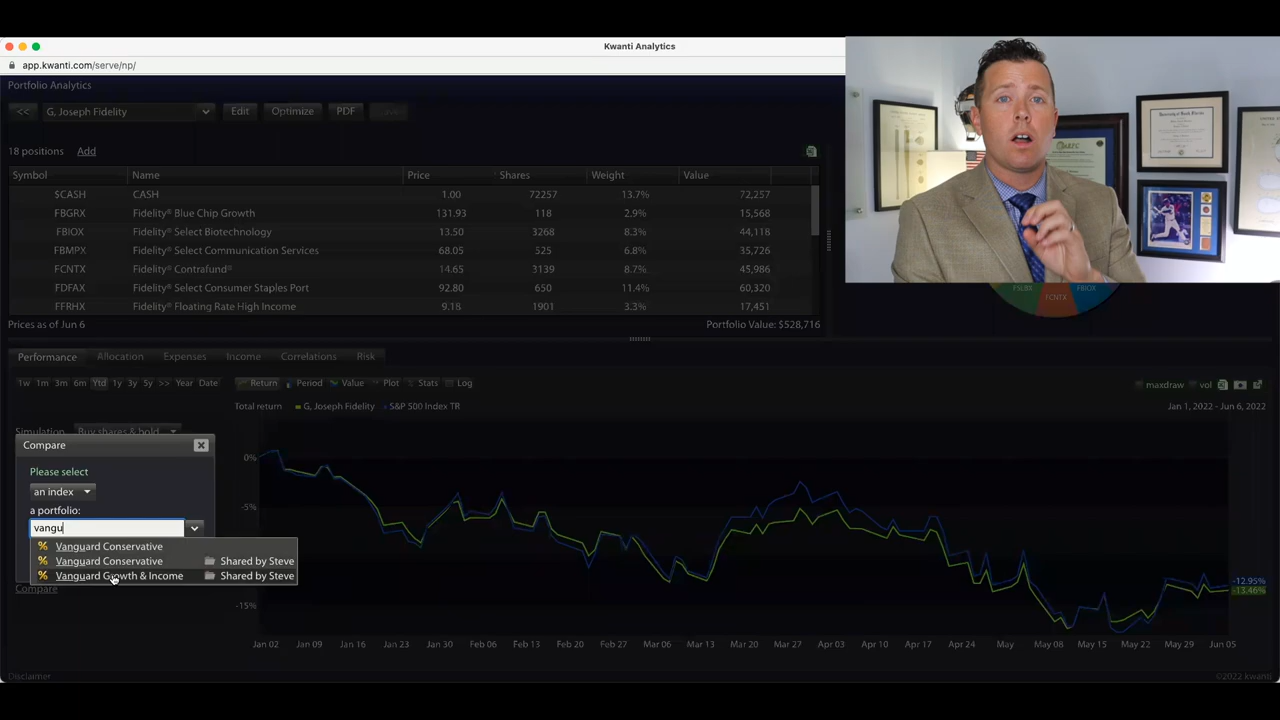 Kwanti Analytics
app.kwanti.com/serve/np/
Portfolio Analytics
<< G, Joseph Fidelity Edit Optimize PDF
18 positions Add
Symbol Name Price Shares Weight Value
$CASH CASH 1.00 72257 13.7% 72,257
FBGRX Fidelity® Blue Chip Growth 131.93 118 2.9% 15,568
FBIOX Fidelity® Select Biotechnology 13.50 3268 8.3% 44,118
FBMPX Fidelity® Select Communication Services 68.05 525 6.8% 35,726
FCNTX Fidelity® Contrafund® 14.65 3139 8.7% 45,986
FDFAX Fidelity® Select Consumer Staples Port 92.80 650 11.4% 60,320
FFRHX Fidelity® Floating Rate High Income 9.18 1901 3.3% 17,451
Prices as of Jun 6 Portfolio Value: $528,716
FSCBX FCNTX FBIOX
Performance Allocation Expenses Income Correlations Risk
1w 1m 3m 6m Ytd 1y 3y 5y >> Year Date Return Period Value Plot Stats Log maxdraw vol
Total return G, Joseph Fidelity S&P 500 Index TR Jan 1, 2022 - Jun 6, 2022
Simulation Buy shares & hold
Compare
Please select
an index
a portfolio:
vangu
Vanguard Conservative
Vanguard Conservative Shared by Steve
Vanguard Growth & Income Shared by Steve
Compare
0%
-5%
-15%
-12.95%
-13.46%
Jan 02 Jan 09 Jan 16 Jan 23 Jan 30 Feb 06 Feb 13 Feb 20 Feb 27 Mar 06 Mar 13 Mar 20 Mar 27 Apr 03 Apr 10 Apr 17 Apr 24 May May 08 May 15 May 22 May 29 Jun 05
Disclaimer ©2022 kwanti